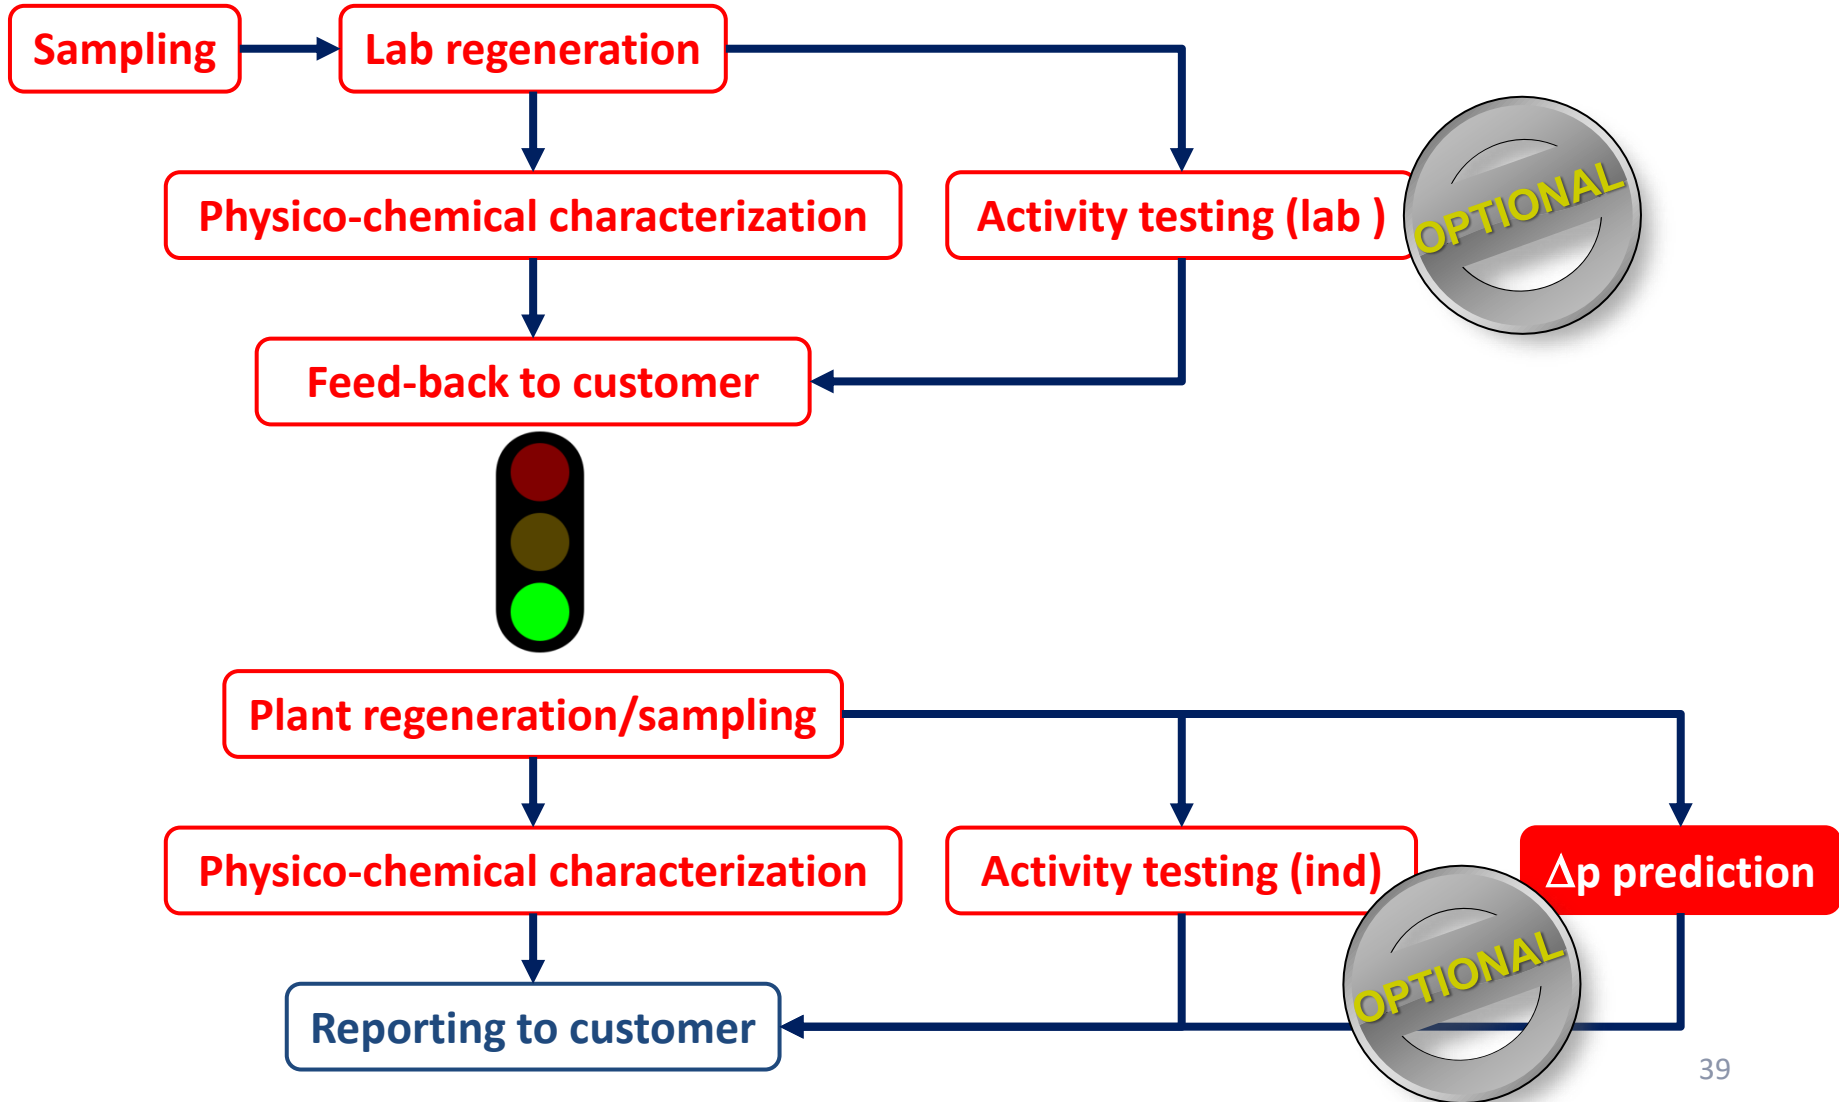 Sampling
Lab regeneration
Physico-chemical characterization
Activity testing (lab )
OPTIONAL
Feed-back to customer
Plant regeneration/sampling
Physico-chemical characterization
Activity testing (ind)
Δp prediction
OPTIONAL
Reporting to customer
39